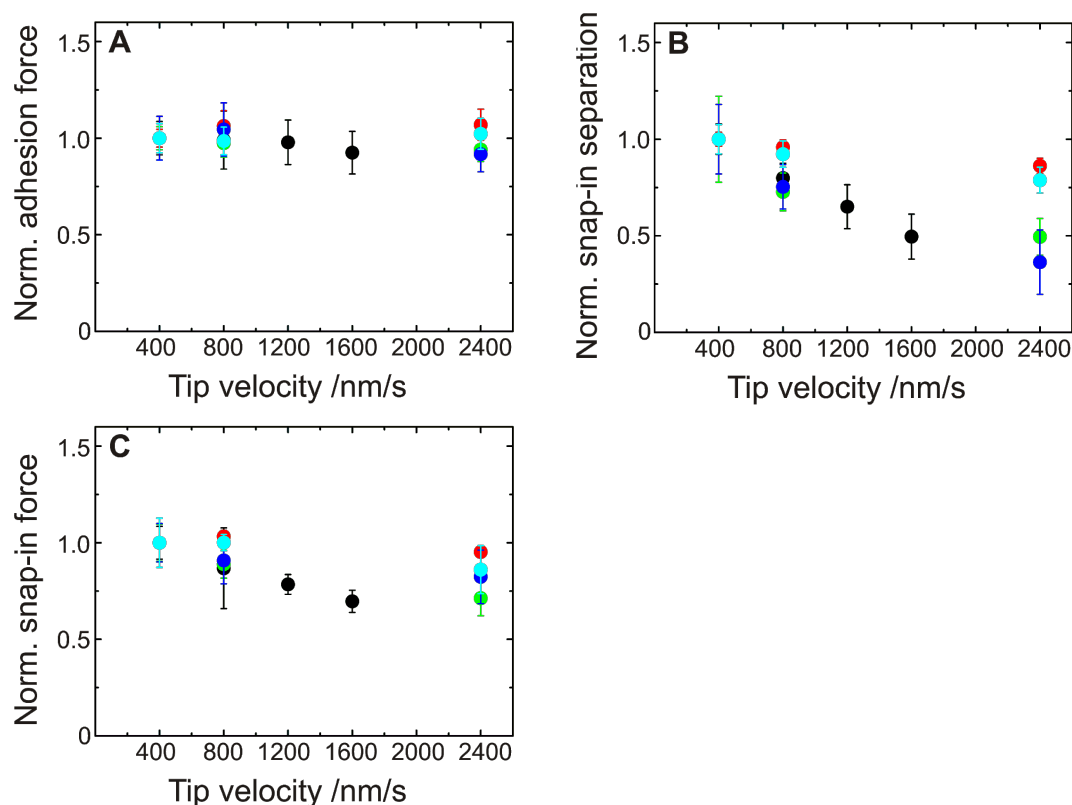 A
Norm. adhesion force
1.5
1.0
0.5
0
400 800 1200 1600 2000 2400
Tip velocity /nm/s
B
Norm. snap-in separation
1.5
1.0
0.5
0
400 800 1200 1600 2000 2400
Tip velocity /nm/s
C
Norm. snap-in force
1.5
1.0
0.5
0
400 800 1200 1600 2000 2400
Tip velocity /nm/s